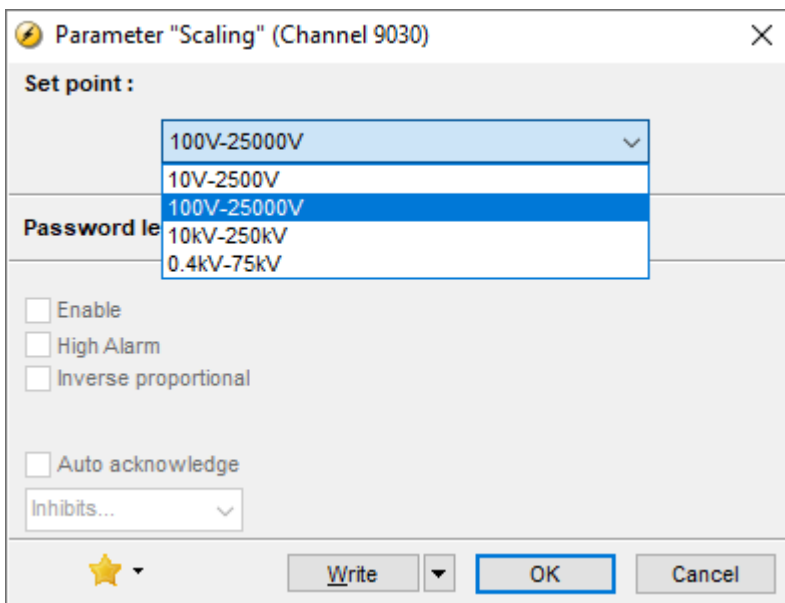 Parameter "Scaling" (Channel 9030)
Set point :
100V-25000V
10V-2500V
100V-25000V
Password le
10kV-250kV
0.4kV-75kV
Enable
High Alarm
Inverse proportional
Auto acknowledge
Inhibits...
Write
OK
Cancel